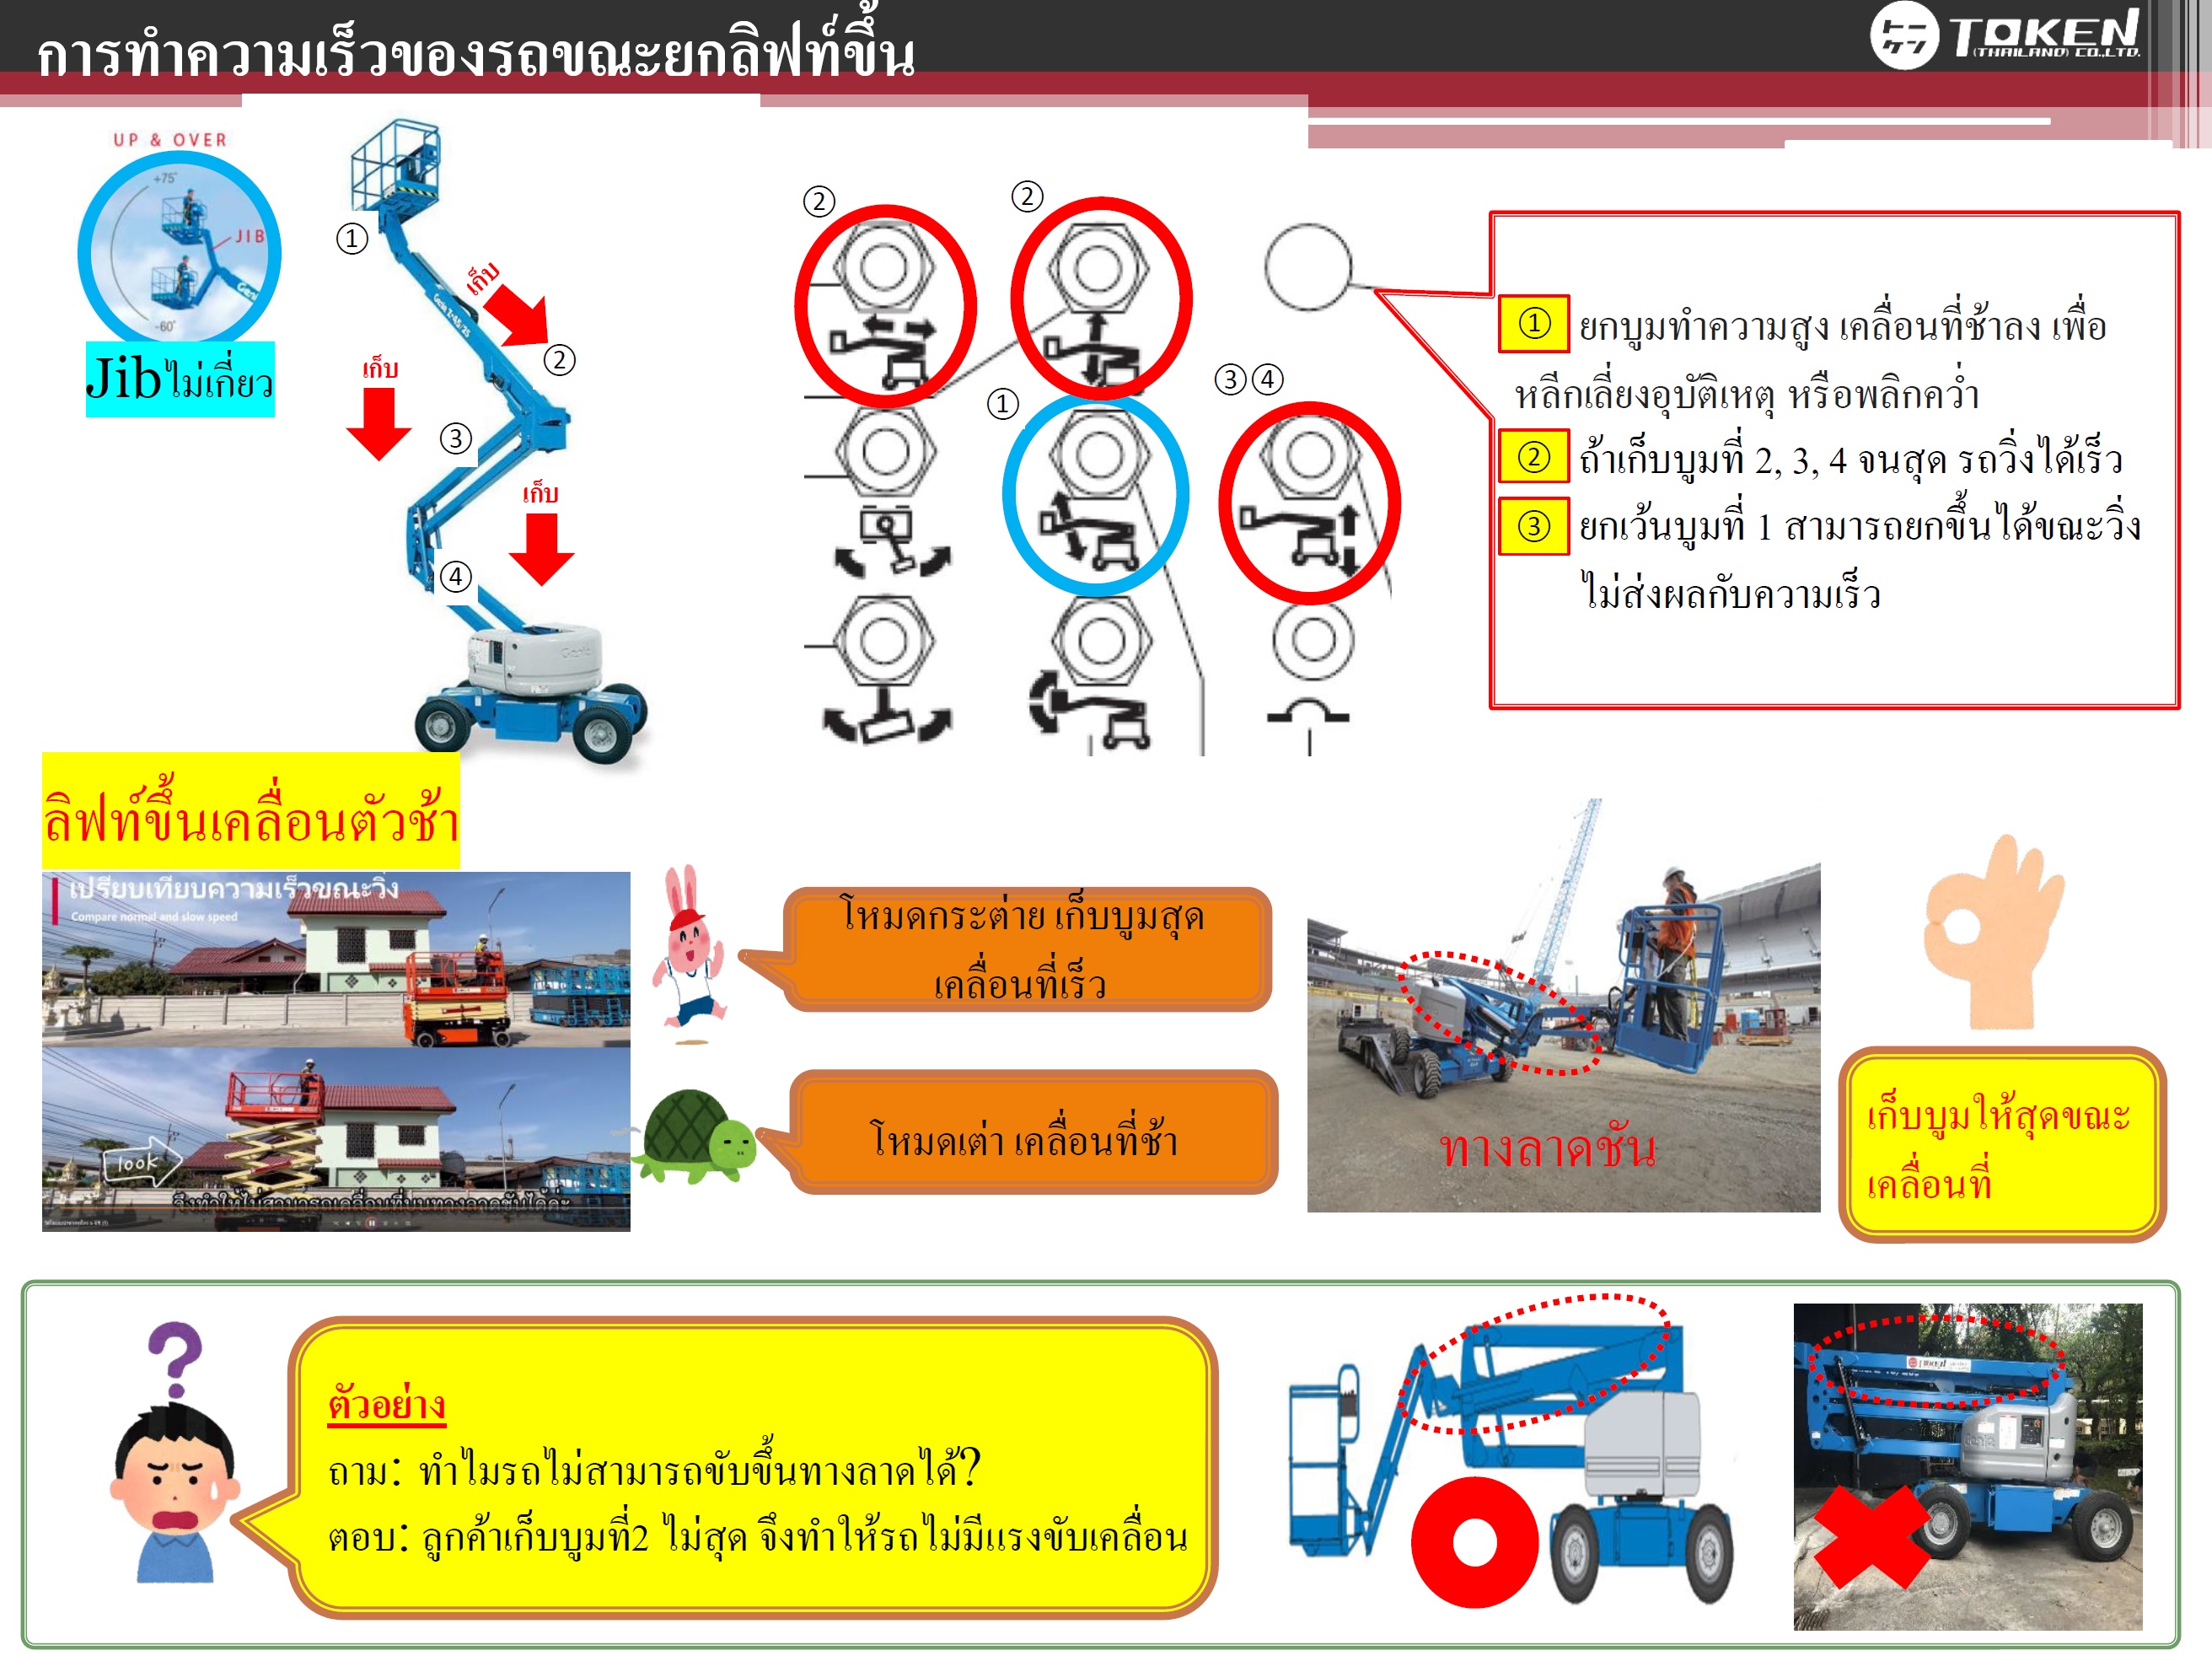 การทำความเร็วของรถขณะยกลิฟท์ขึ้น
TOKEN
(THAILAND) CO.,LTD.
UP & OVER
+75°
JIB
-60°
Jibไม่เกี่ยว
①
เก็บ
②
เก็บ
③
เก็บ
④
Genie Z-45/25
Genie
②
②
①
③④
① ยกบูมทำความสูง เคลื่อนที่ช้าลง เพื่อ
หลีกเลี่ยงอุบัติเหตุ หรือพลิกคว่ำ
② ถ้าเก็บบูมที่ 2, 3, 4 จนสุด รถวิ่งได้เร็ว
③ ยกเว้นบูมที่ 1 สามารถยกขึ้นได้ขณะวิ่ง
ไม่ส่งผลกับความเร็ว
ลิฟท์ขึ้นเคลื่อนตัวช้า
เปรียบเทียบความเร็วขณะวิ่ง
Compare normal and slow speed
look
จึงทำให้ไม่สามารถเคลื่อนที่บนทางลาดชันได้ค่ะ
โหมดกระต่าย เก็บบูมสุด
เคลื่อนที่เร็ว
โหมดเต่า เคลื่อนที่ช้า
ทางลาดชัน
เก็บบูมให้สุดขณะ
เคลื่อนที่
ตัวอย่าง
ถาม: ทำไมรถไม่สามารถขับขึ้นทางลาดได้?
ตอบ: ลูกค้าเก็บบูมที่2 ไม่สุด จึงทำให้รถไม่มีแรงขับเคลื่อน